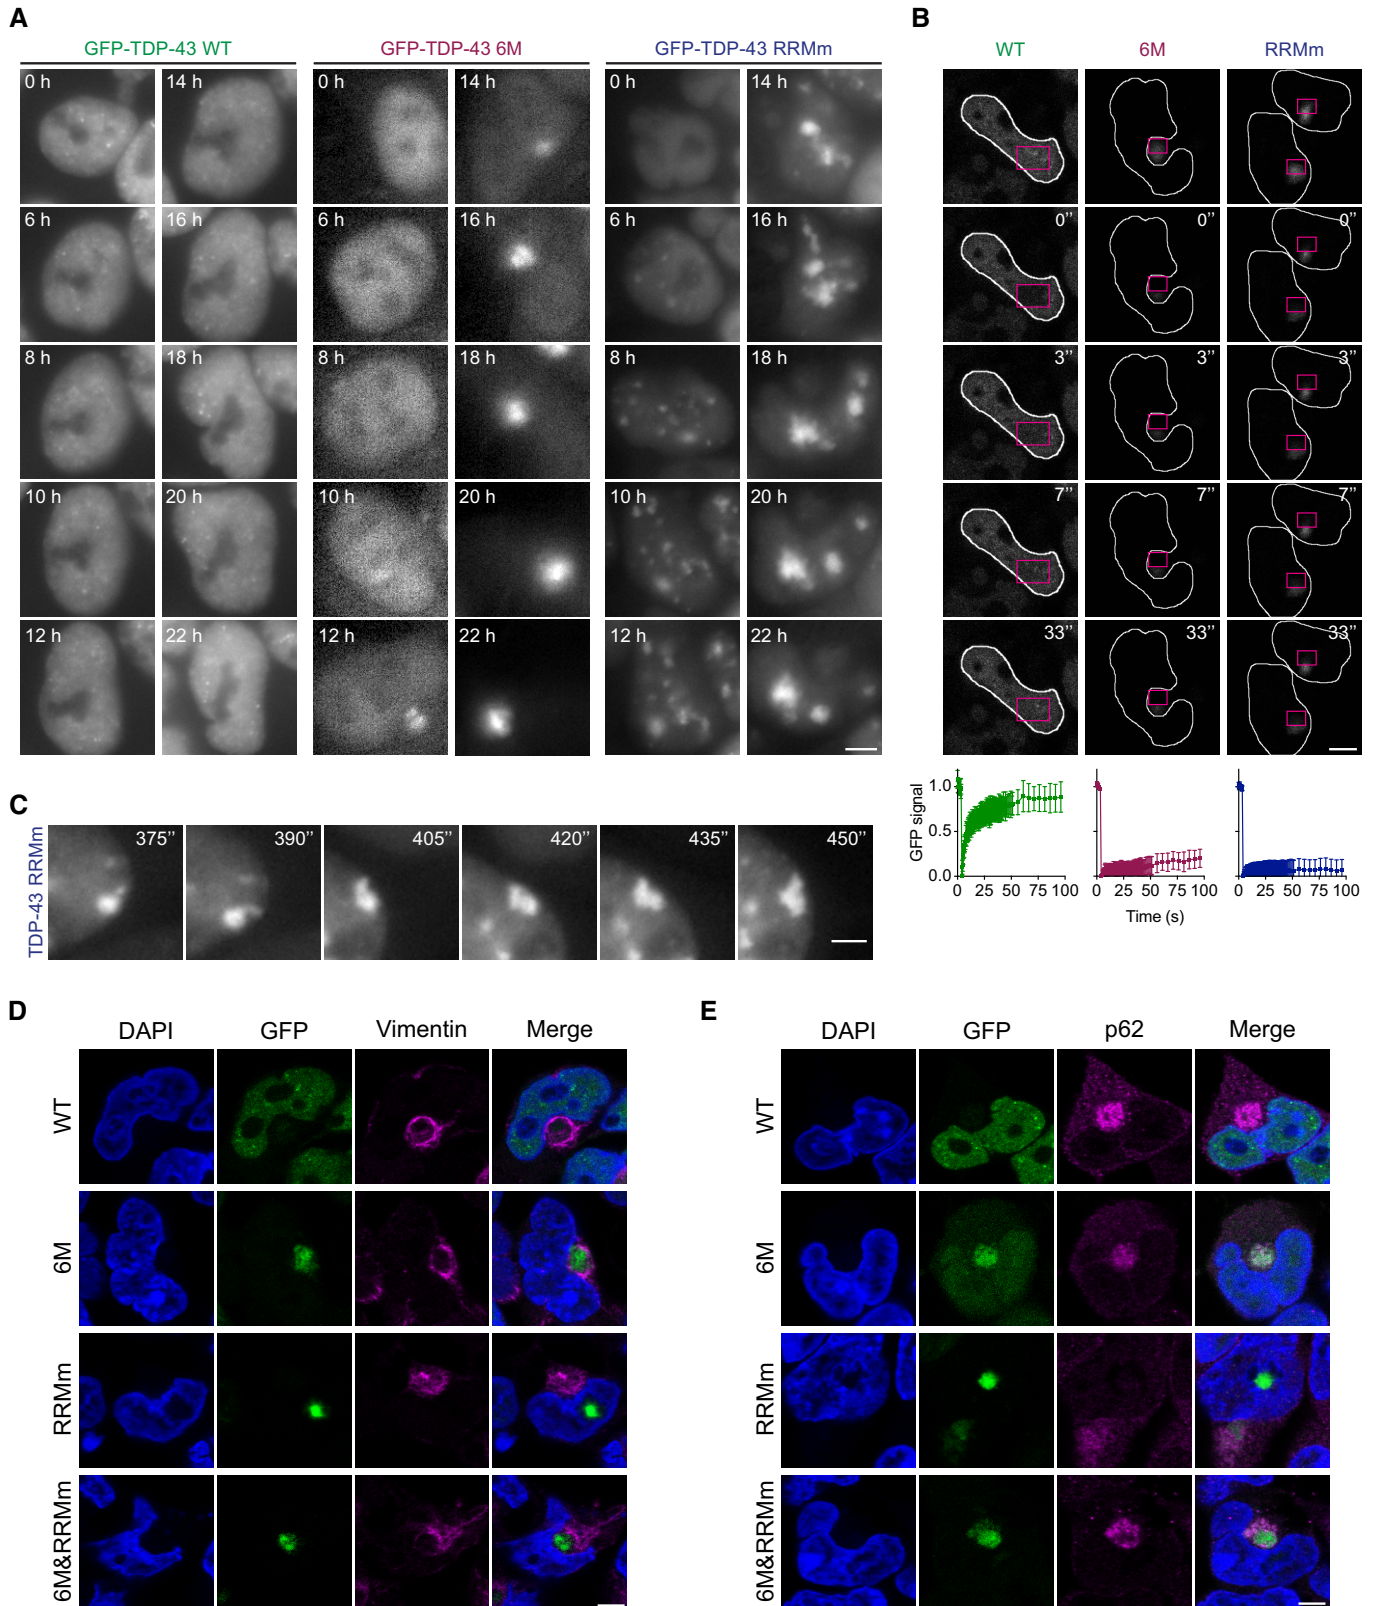 A
GFP-TDP-43 WT
GFP-TDP-43 6M
GFP-TDP-43 RRMm
0 h
14 h
0 h
14 h
0 h
14 h
6 h
16 h
6 h
16 h
6 h
16 h
8 h
18 h
8 h
18 h
8 h
18 h
10 h
20 h
10 h
20 h
10 h
20 h
12 h
22 h
12 h
22 h
12 h
22 h
B
WT
6M
RRMm
0’’
0’’
0’’
3’’
3’’
3’’
7’’
7’’
7’’
33’’
33’’
33’’
GFP signal
1.0
0.5
0.0
0 25 50 75 100
0 25 50 75 100
0 25 50 75 100
Time (s)
C
TDP-43 RRMm
375’’
390’’
405’’
420’’
435’’
450’’
D
DAPI
GFP
Vimentin
Merge
WT
6M
RRMm
6M&RRMm
E
DAPI
GFP
p62
Merge
WT
6M
RRMm
6M&RRMm